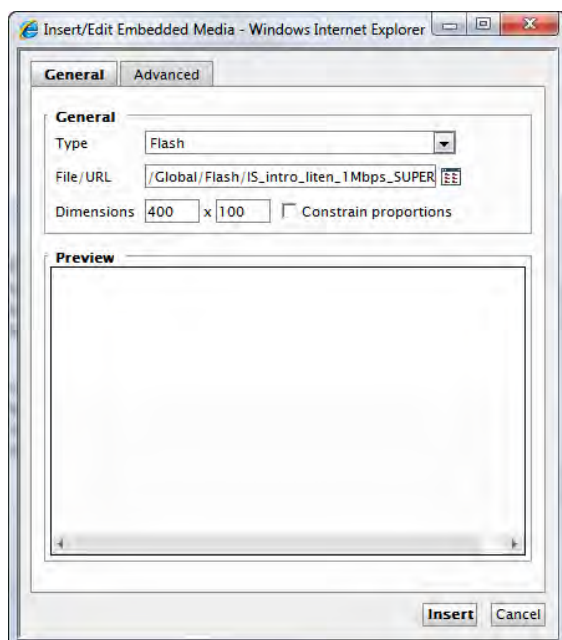 Insert/Edit Embedded Media - Windows Internet Explorer
General Advanced
General
Type Flash
File/URL /Global/Flash/IS_intro_liten_1Mbps_SUPER
Dimensions 400 x 100 Constrain proportions
Preview
Insert Cancel